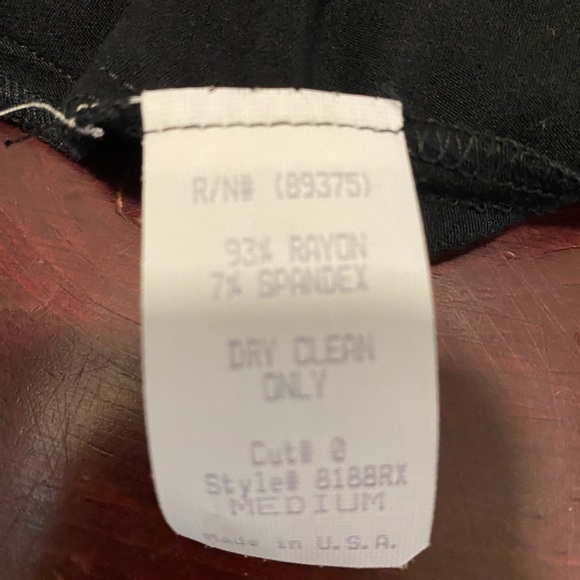 R/N# (89375)
93% RAYON
7% SPANDEX
DRY CLEAN
ONLY
Cut# 0
Style# 8188RX
MEDIUM
Made in U.S.A.